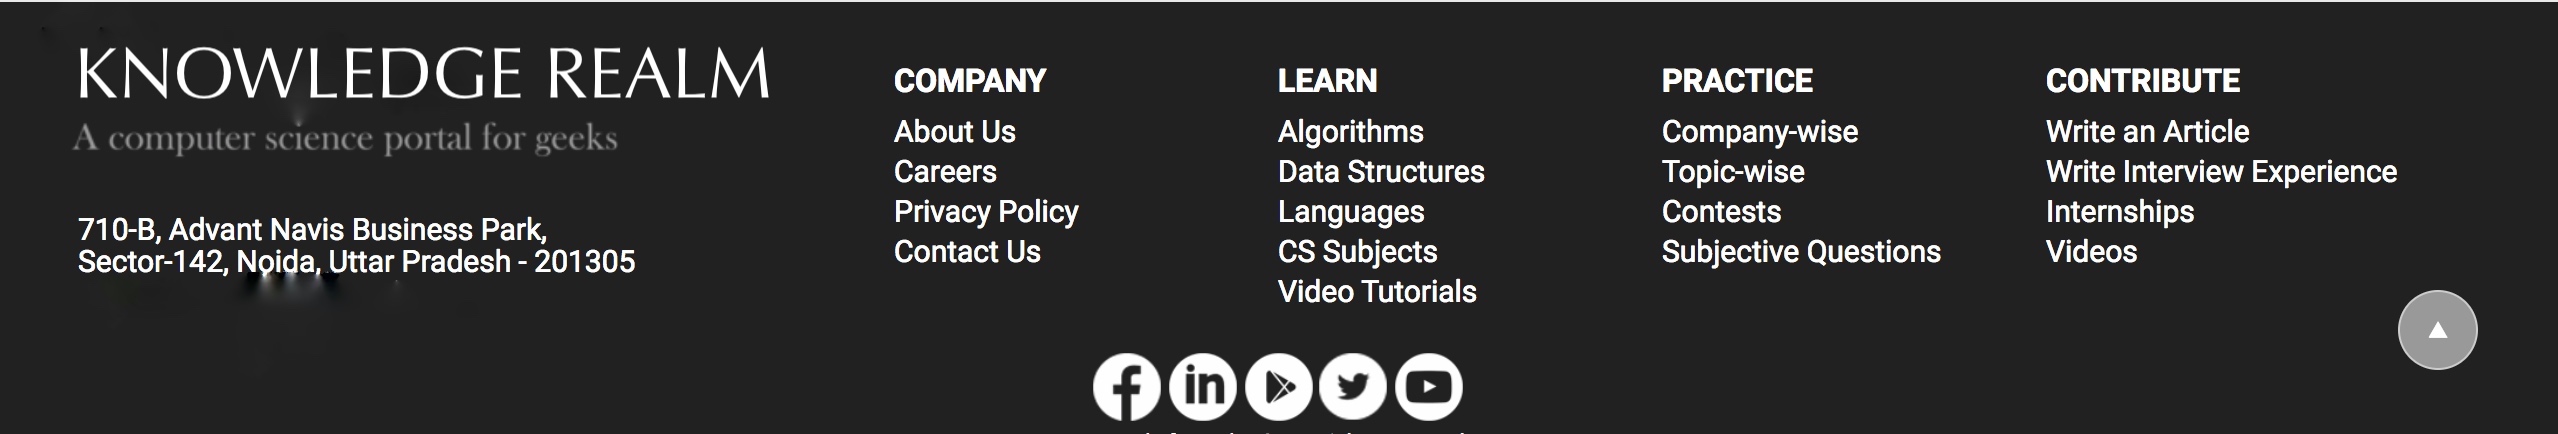 KNOWLEDGE REALM
A computer science portal for geeks
710-B, Advant Navis Business Park,
Sector-142, Noida, Uttar Pradesh - 201305
COMPANY
About Us
Careers
Privacy Policy
Contact Us
LEARN
Algorithms
Data Structures
Languages
CS Subjects
Video Tutorials
PRACTICE
Company-wise
Topic-wise
Contests
Subjective Questions
CONTRIBUTE
Write an Article
Write Interview Experience
Internships
Videos
in